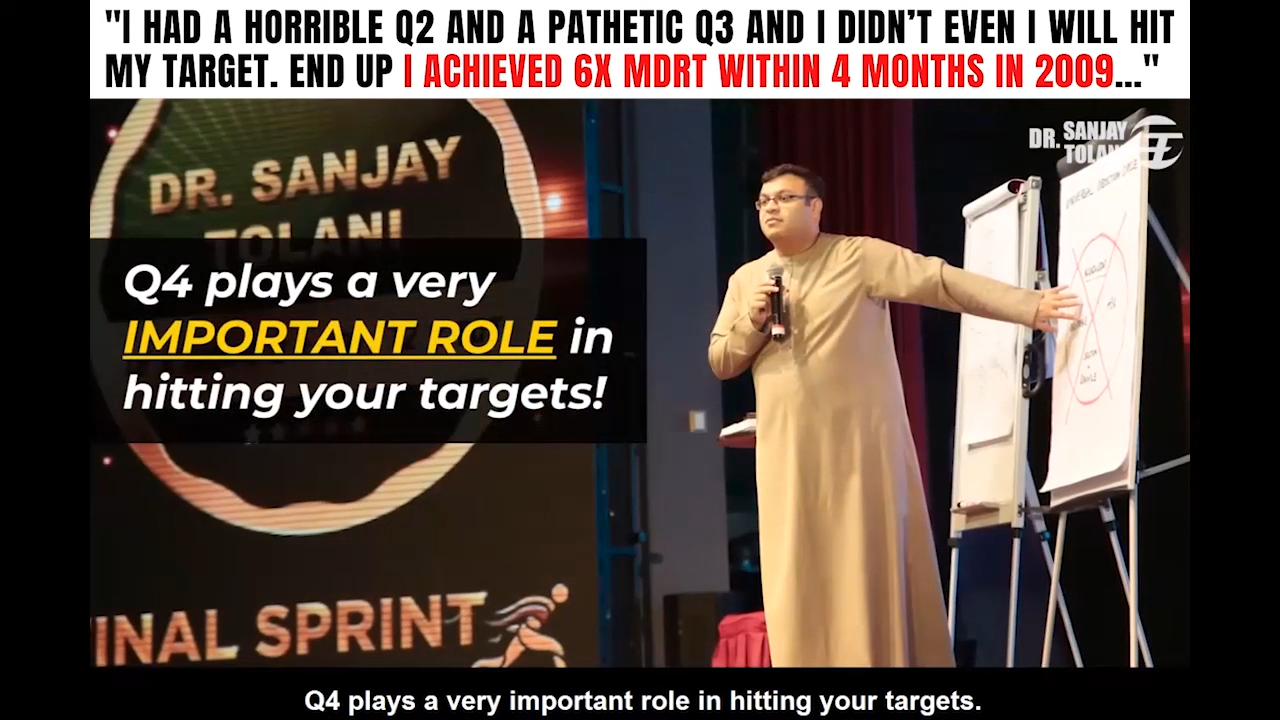 "I HAD A HORRIBLE Q2 AND A PATHETIC Q3 AND I DIDN’T EVEN I WILL HIT
MY TARGET. END UP I ACHIEVED 6X MDRT WITHIN 4 MONTHS IN 2009..."
DR. SANJAY
TOLANI
DR. SANJAY
TOLANI
Q4 plays a very
IMPORTANT ROLE in
hitting your targets!
INAL SPRINT
Q4 plays a very important role in hitting your targets.